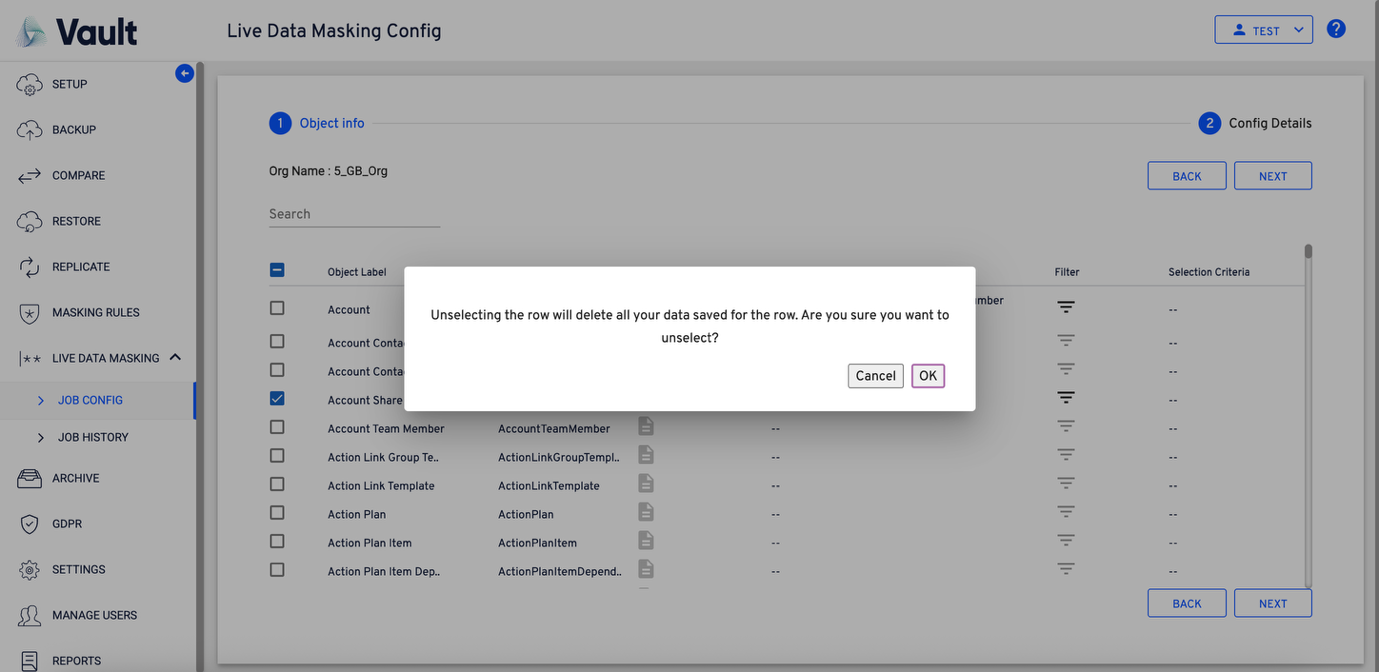 Vault
Live Data Masking Config
TEST
?
SETUP
BACKUP
COMPARE
RESTORE
REPLICATE
MASKING RULES
|** LIVE DATA MASKING
JOB CONFIG
JOB HISTORY
ARCHIVE
GDPR
SETTINGS
MANAGE USERS
REPORTS
1 Object info
2 Config Details
Org Name : 5_GB_Org
BACK NEXT
Search
Object Label Filter Selection Criteria
Account --
Account Conta --
Account Conta --
Account Share --
Account Team Member AccountTeamMember -- --
Action Link Group Te.. ActionLinkGroupTempl.. -- --
Action Link Template ActionLinkTemplate -- --
Action Plan ActionPlan -- --
Action Plan Item ActionPlanItem -- --
Action Plan Item Dep.. ActionPlanItemDepend.. -- --
BACK NEXT
Unselecting the row will delete all your data saved for the row. Are you sure you want to
unselect?
Cancel OK